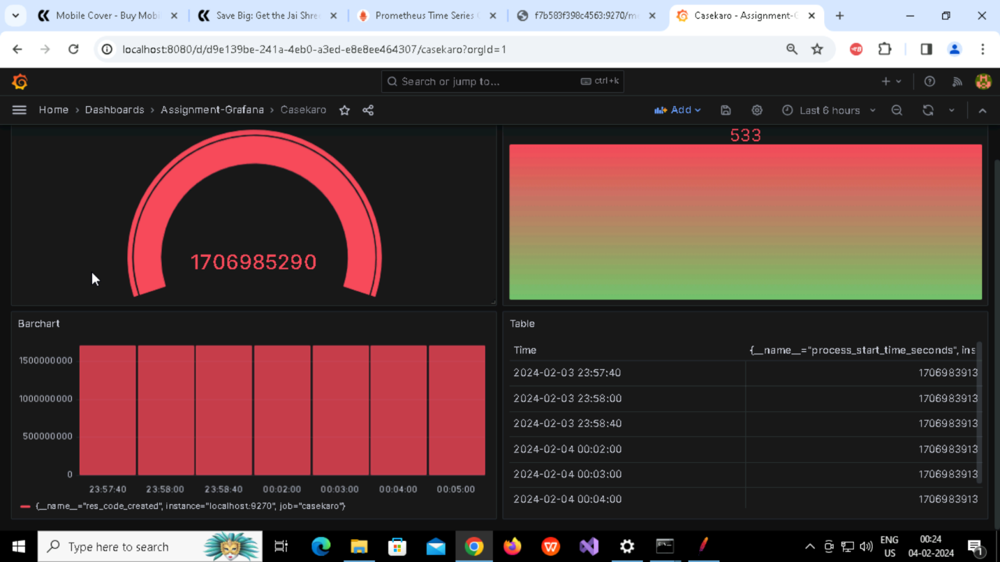 Mobile Cover - Buy Mobi
Save Big: Get the Jai Shre
Prometheus Time Series
f7b583f398c4563:9270/m
Casekaro - Assignment-G
localhost:8080/d/d9e139be-241a-4eb0-a3ed-e8e8ee464307/casekaro?orgId=1
Search or jump to...
ctrl+k
Home › Dashboards › Assignment-Grafana › Casekaro
Add
Last 6 hours
1706985290
533
Barchart
1500000000
1000000000
500000000
0
23:57:40 23:58:00 23:58:40 00:02:00 00:03:00 00:04:00 00:05:00
{__name__="res_code_created", instance="localhost:9270", job="casekaro"}
Table
Time {__name__="process_start_time_seconds", ins
2024-02-03 23:57:40 1706983913
2024-02-03 23:58:00 1706983913
2024-02-03 23:58:40 1706983913
2024-02-04 00:02:00 1706983913
2024-02-04 00:03:00 1706983913
2024-02-04 00:04:00 1706983913
Type here to search
ENG
US
00:24
04-02-2024
1